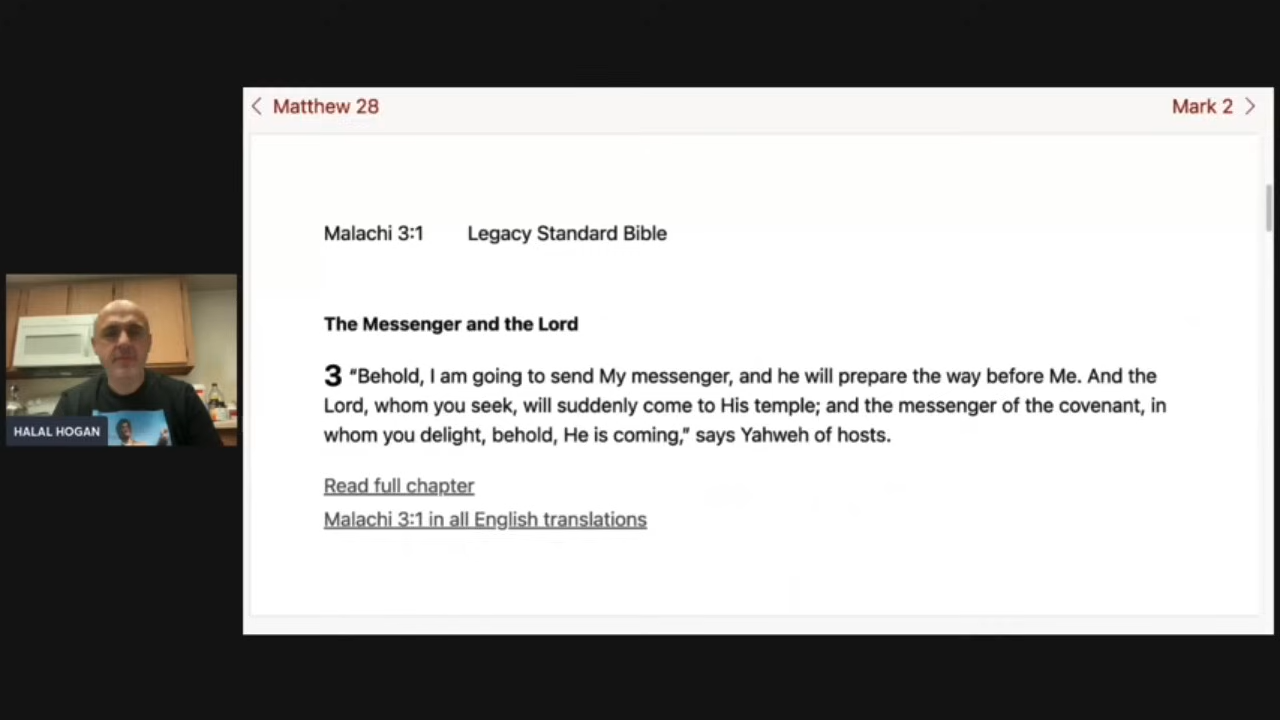 Matthew 28
Mark 2
Malachi 3:1 Legacy Standard Bible
The Messenger and the Lord
3 “Behold, I am going to send My messenger, and he will prepare the way before Me. And the
Lord, whom you seek, will suddenly come to His temple; and the messenger of the covenant, in
whom you delight, behold, He is coming,” says Yahweh of hosts.
Read full chapter
Malachi 3:1 in all English translations
HALAL HOGAN